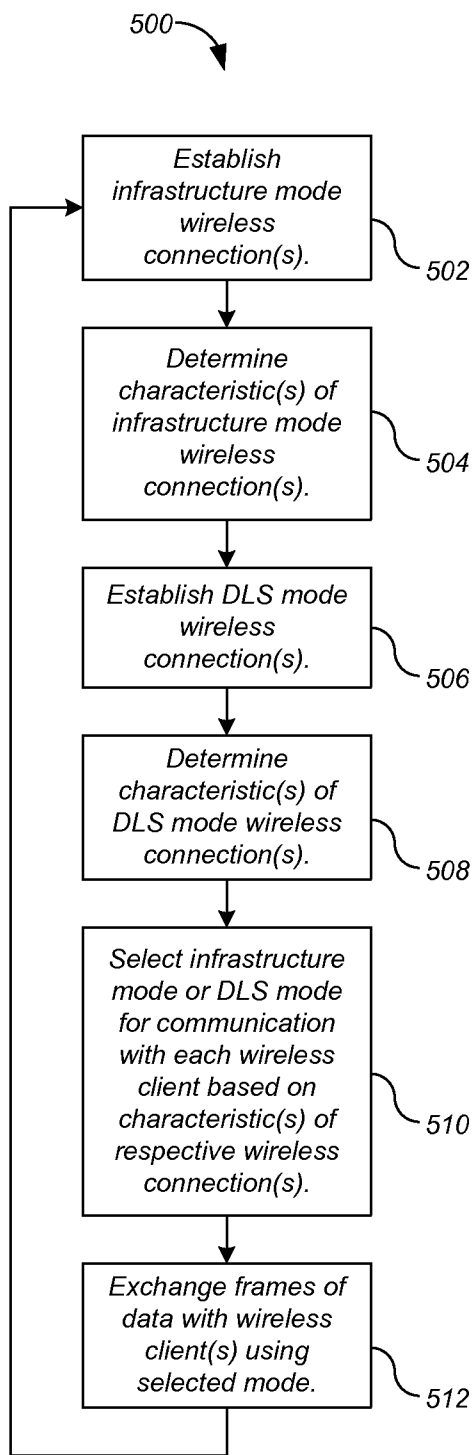 500
Establish
infrastructure mode
wireless
connection(s).
502
Determine
characteristic(s) of
infrastructure mode
wireless
connection(s).
504
Establish DLS mode
wireless
connection(s).
506
Determine
characteristic(s) of
DLS mode wireless
connection(s).
508
Select infrastructure
mode or DLS mode
for communication
with each wireless
client based on
characteristic(s) of
respective wireless
connection(s).
510
Exchange frames of
data with wireless
client(s) using
selected mode.
512